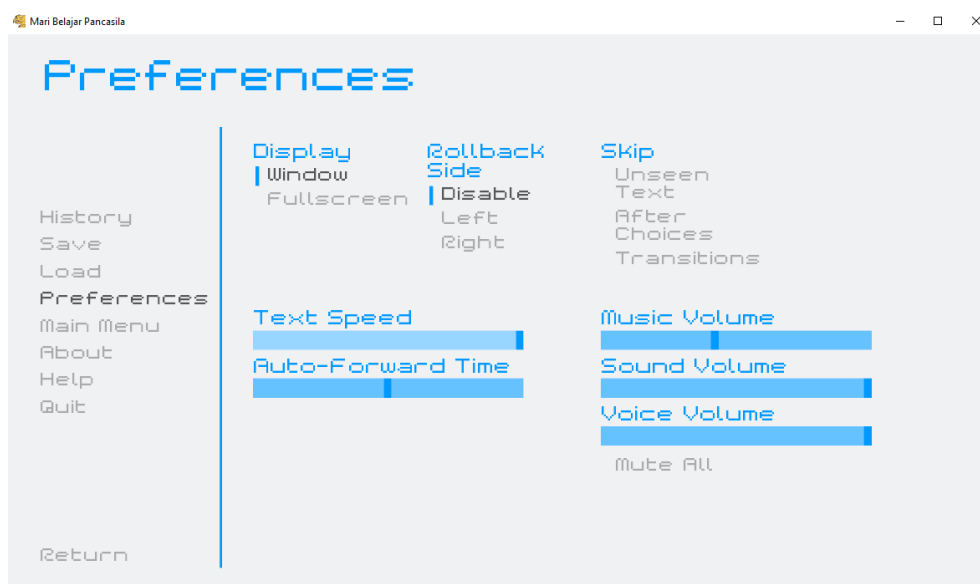 Mari Belajar Pancasila
Preferences
History
Save
Load
Preferences
Main Menu
About
Help
Quit
Return
Display
Window
Fullscreen
Rollback
Side
Disable
Left
Right
Skip
Unseen
Text
After
Choices
Transitions
Text Speed
Auto-Forward Time
Music Volume
Sound Volume
Voice Volume
Mute All